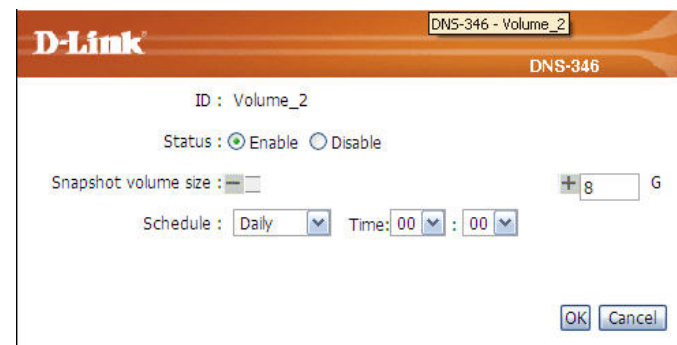 DNS-346 - Volume_2
D-Link
DNS-346
ID : Volume_2
Status : Enable Disable
Snapshot volume size : − + 8 G
Schedule : Daily Time: 00 : 00
OK Cancel